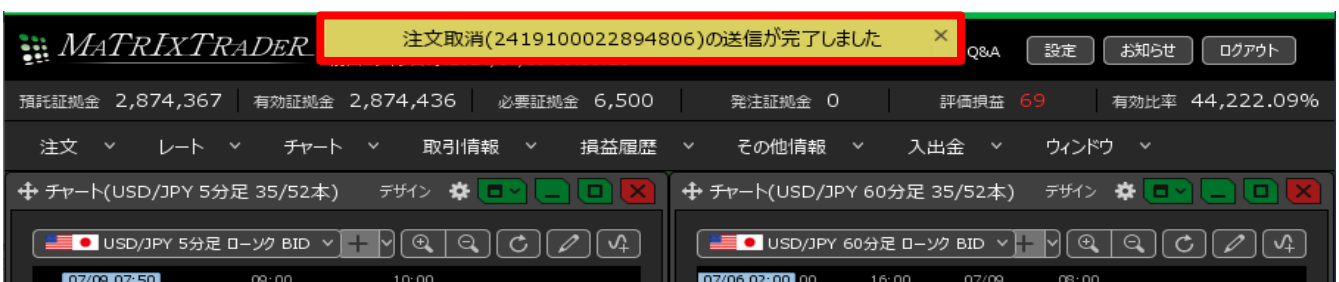 MATRIXTRADER
注文取消(2419100022894806)の送信が完了しました ×
Q&A 設定 お知らせ ログアウト
預託証拠金 2,874,367 有効証拠金 2,874,436 必要証拠金 6,500 発注証拠金 0 評価損益 69 有効比率 44,222.09%
注文 レート チャート 取引情報 損益履歴 その他情報 入出金 ウィンドウ
チャート(USD/JPY 5分足 35/52本) デザイン
チャート(USD/JPY 60分足 35/52本) デザイン
USD/JPY 5分足 ローソク BID
USD/JPY 60分足 ローソク BID
07/09 07:50 09:00 10:00
07/06 02:00 00 16:00 07/09 08:00